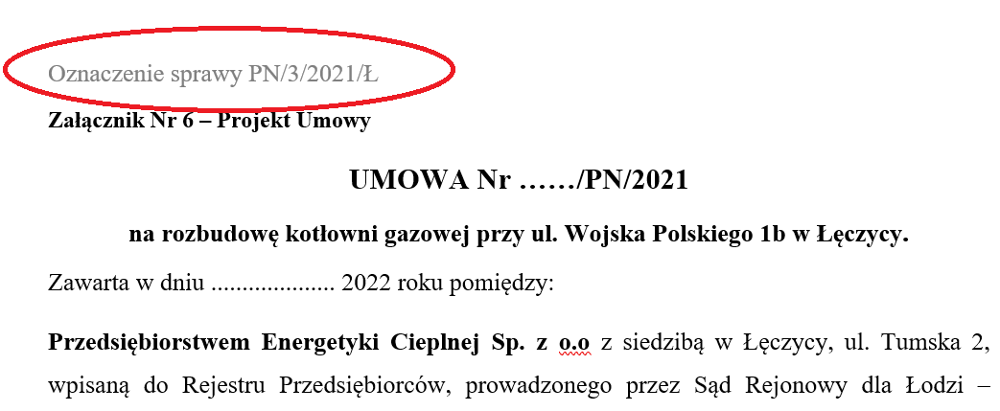 Oznaczenie sprawy PN/3/2021/Ł
Załącznik Nr 6 – Projekt Umowy
UMOWA Nr ……/PN/2021
na rozbudowę kotłowni gazowej przy ul. Wojska Polskiego 1b w Łęczycy.
Zawarta w dniu .................... 2022 roku pomiędzy:
Przedsiębiorstwem Energetyki Cieplnej Sp. z o.o z siedzibą w Łęczycy, ul. Tumska 2,
wpisaną do Rejestru Przedsiębiorców, prowadzonego przez Sąd Rejonowy dla Łodzi –